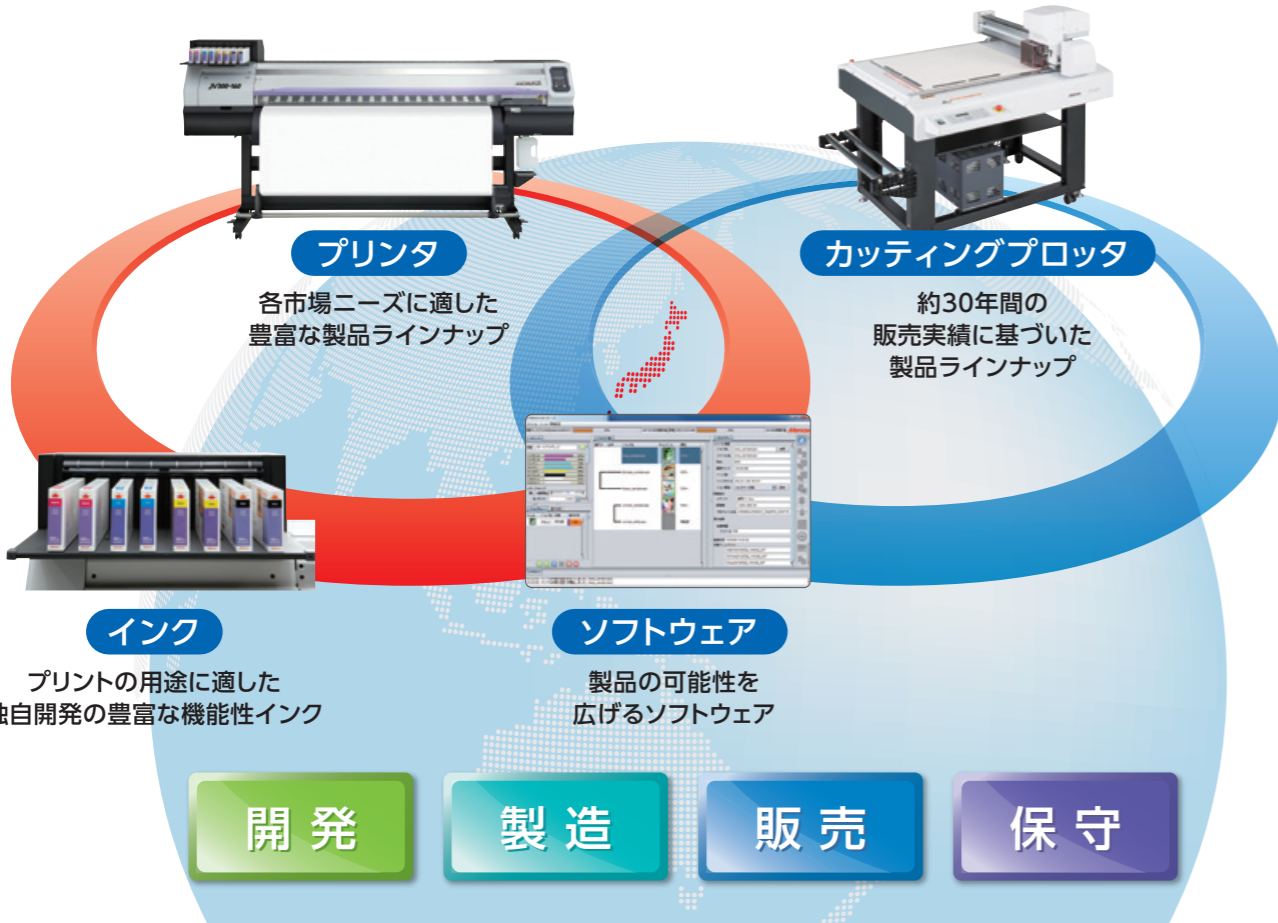 JV300-160
プリンタ
各市場ニーズに適した
豊富な製品ラインナップ
カッティングプロッタ
約30年間の
販売実績に基づいた
製品ラインナップ
インク
プリントの用途に適した
独自開発の豊富な機能性インク
ソフトウェア
製品の可能性を
広げるソフトウェア
開発
製造
販売
保守